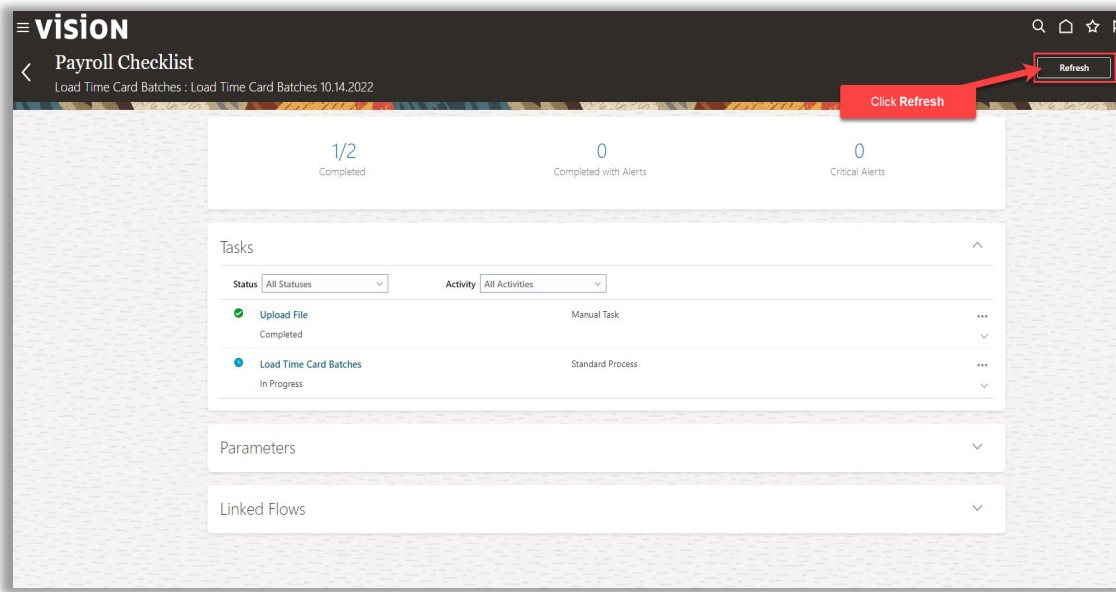 vision
Payroll Checklist
Refresh
Load Time Card Batches : Load Time Card Batches 10.14.2022
Click Refresh
1/2
0
0
Completed
Completed with Alerts
Critical Alerts
Tasks
Status All Statuses Activity All Activities
Upload File Manual Task
Completed
Load Time Card Batches Standard Process
In Progress
Parameters
Linked Flows